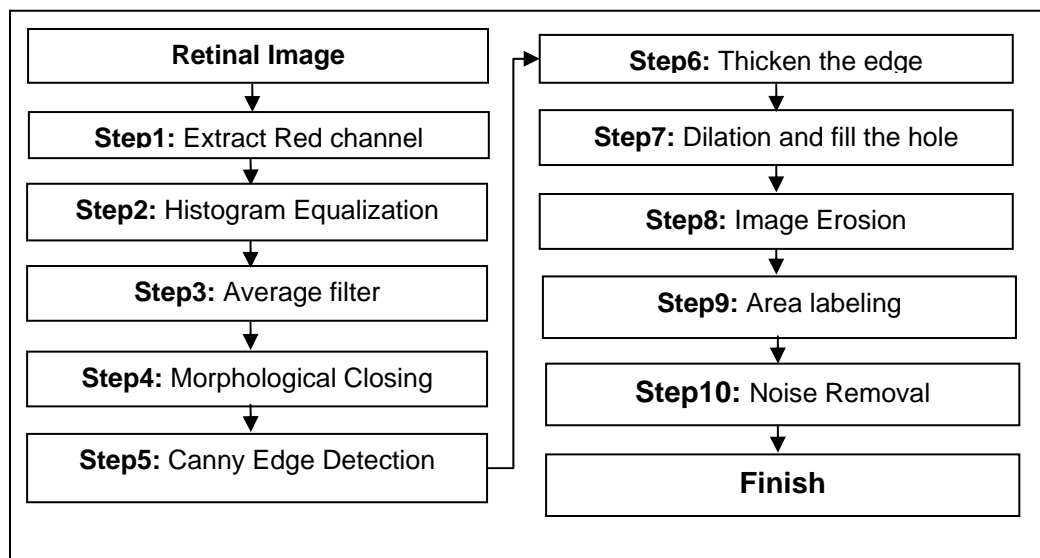 Retinal Image
Step1: Extract Red channel
Step2: Histogram Equalization
Step3: Average filter
Step4: Morphological Closing
Step5: Canny Edge Detection
Step6: Thicken the edge
Step7: Dilation and fill the hole
Step8: Image Erosion
Step9: Area labeling
Step10: Noise Removal
Finish